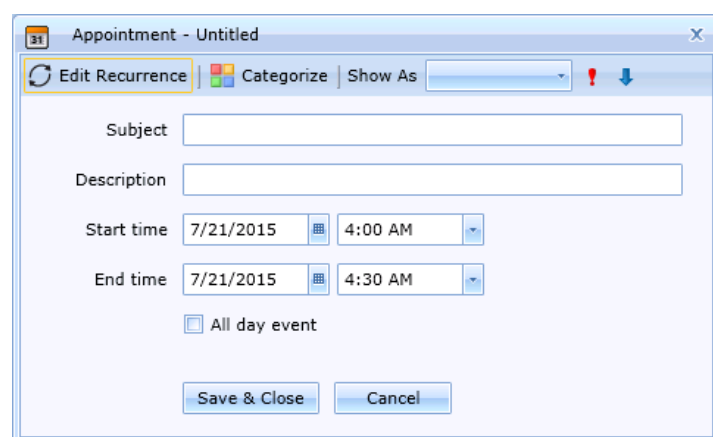 31 Appointment - Untitled X
Edit Recurrence | Categorize | Show As
Subject
Description
Start time 7/21/2015 4:00 AM
End time 7/21/2015 4:30 AM
All day event
Save & Close Cancel